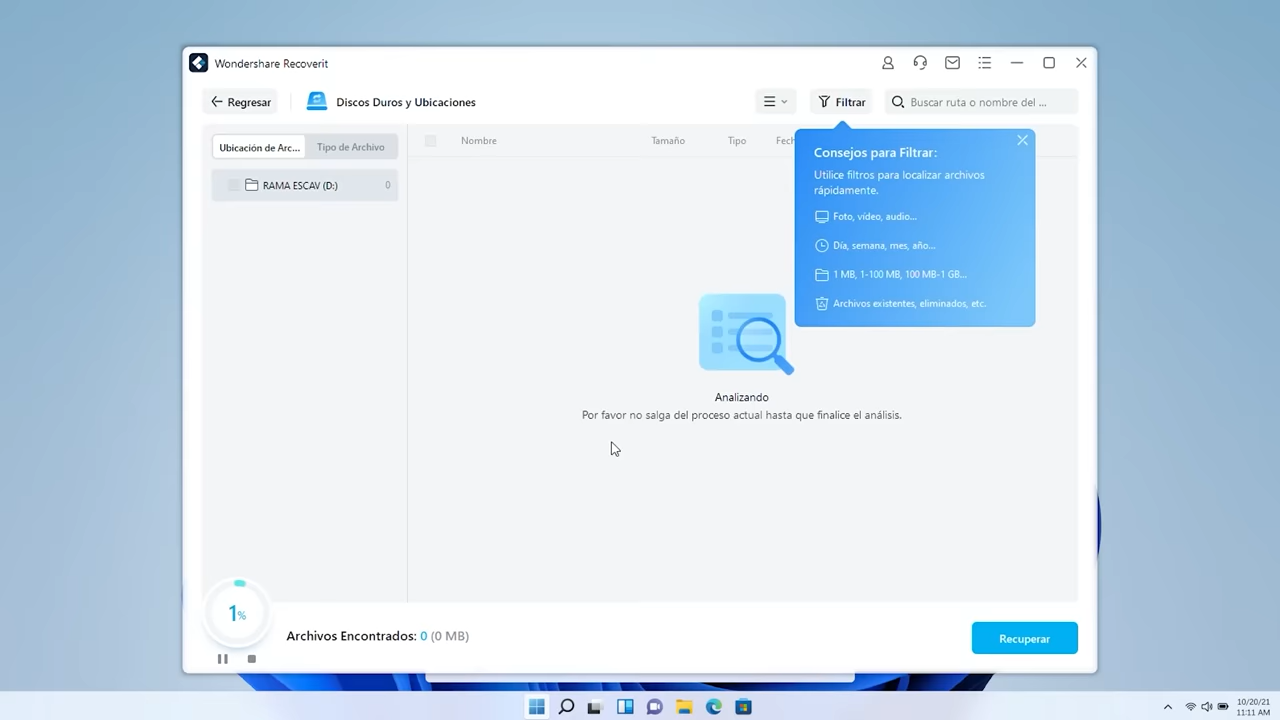 Wondershare Recoverit
Regresar
Discos Duros y Ubicaciones
Filtrar
Buscar ruta o nombre del ...
Ubicación de Arc...
Tipo de Archivo
Nombre
Tamaño
Tipo
Fech
RAMA ESCAV (D:)
0
Consejos para Filtrar:
Utilice filtros para localizar archivos
rápidamente.
Foto, vídeo, audio...
Día, semana, mes, año...
1 MB, 1-100 MB, 100 MB-1 GB...
Archivos existentes, eliminados, etc.
Analizando
Por favor no salga del proceso actual hasta que finalice el análisis.
1%
Archivos Encontrados: 0 (0 MB)
Recuperar
10/20/21
11:11 AM